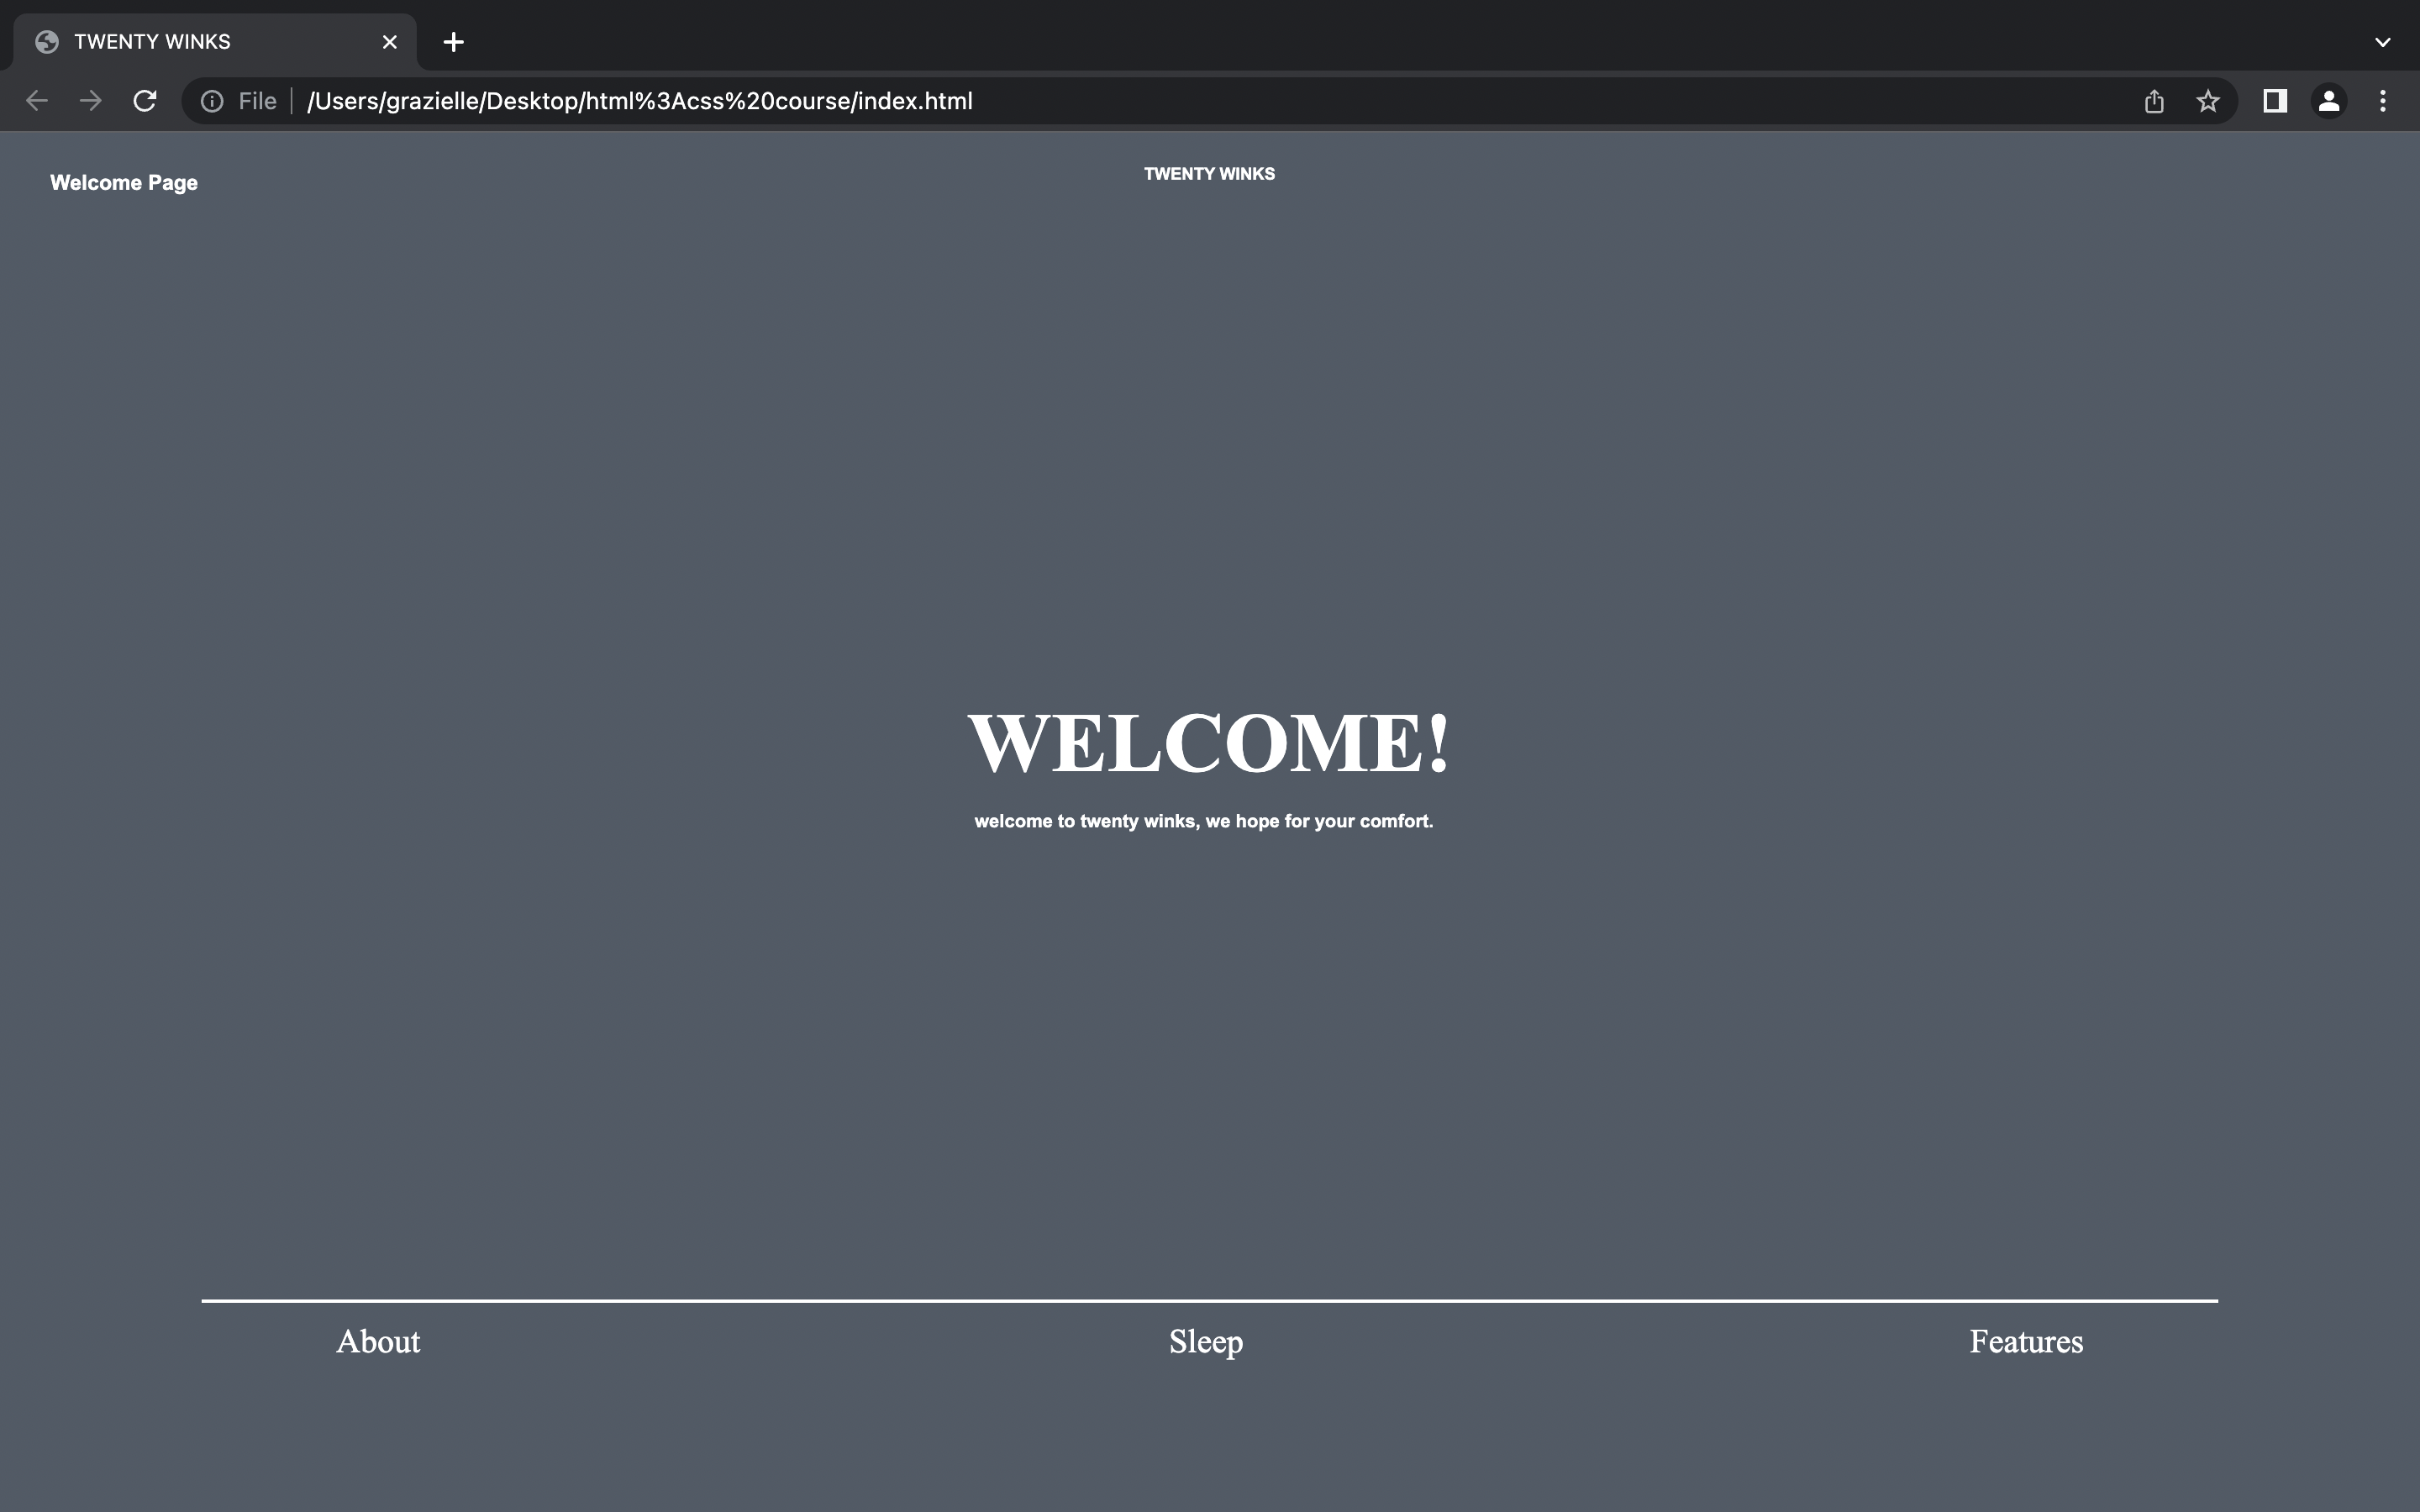 TWENTY WINKS
File /Users/grazielle/Desktop/html%3Acss%20course/index.html
TWENTY WINKS
Welcome Page
WELCOME!
welcome to twenty winks, we hope for your comfort.
About Sleep Features